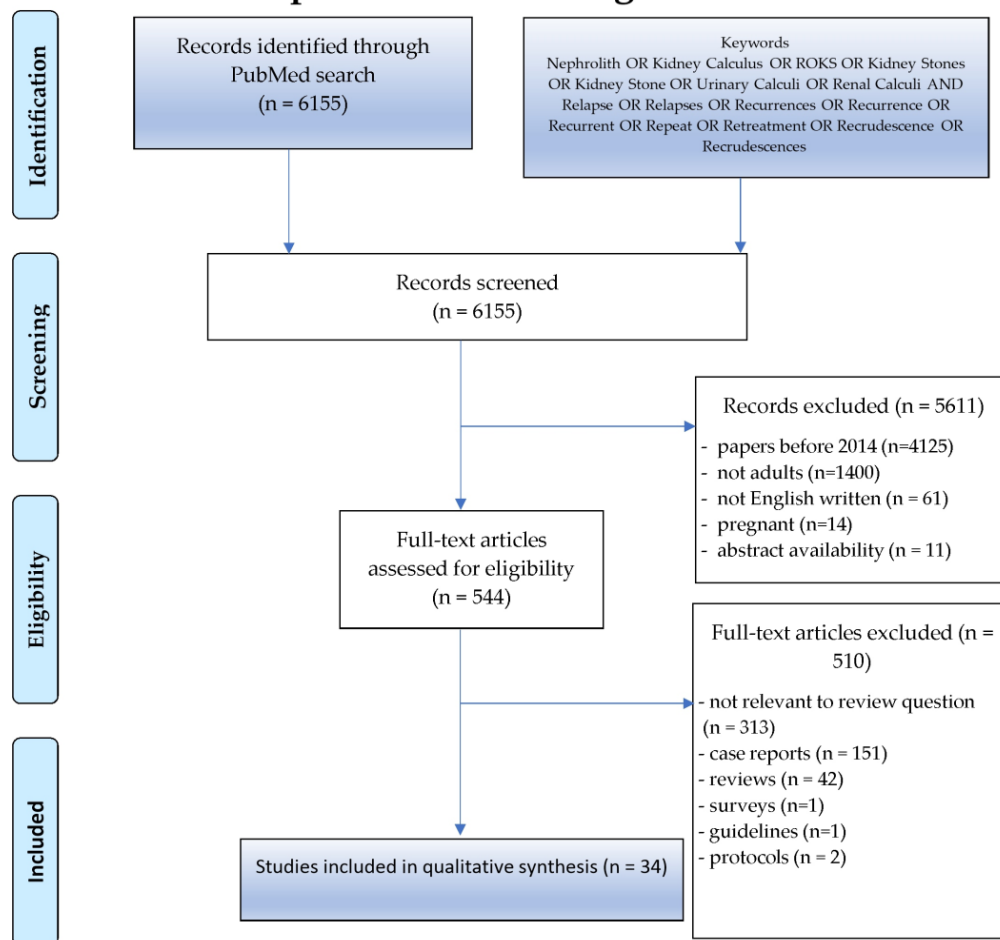 Identification
Records identified through
PubMed search
(n = 6155)
Keywords
Nephrolith OR Kidney Calculus OR ROKS OR Kidney Stones
OR Kidney Stone OR Urinary Calculi OR Renal Calculi AND
Relapse OR Relapses OR Recurrences OR Recurrence OR
Recurrent OR Repeat OR Retreatment OR Recrudescence OR
Recrudescences
Screening
Records screened
(n = 6155)
Records excluded (n = 5611)
- papers before 2014 (n=4125)
- not adults (n=1400)
- not English written (n = 61)
- pregnant (n=14)
- abstract availability (n = 11)
Eligibility
Full-text articles
assessed for eligibility
(n = 544)
Full-text articles excluded (n =
510)
- not relevant to review question
(n = 313)
- case reports (n = 151)
- reviews (n = 42)
- surveys (n=1)
- guidelines (n=1)
- protocols (n = 2)
Included
Studies included in qualitative synthesis (n = 34)